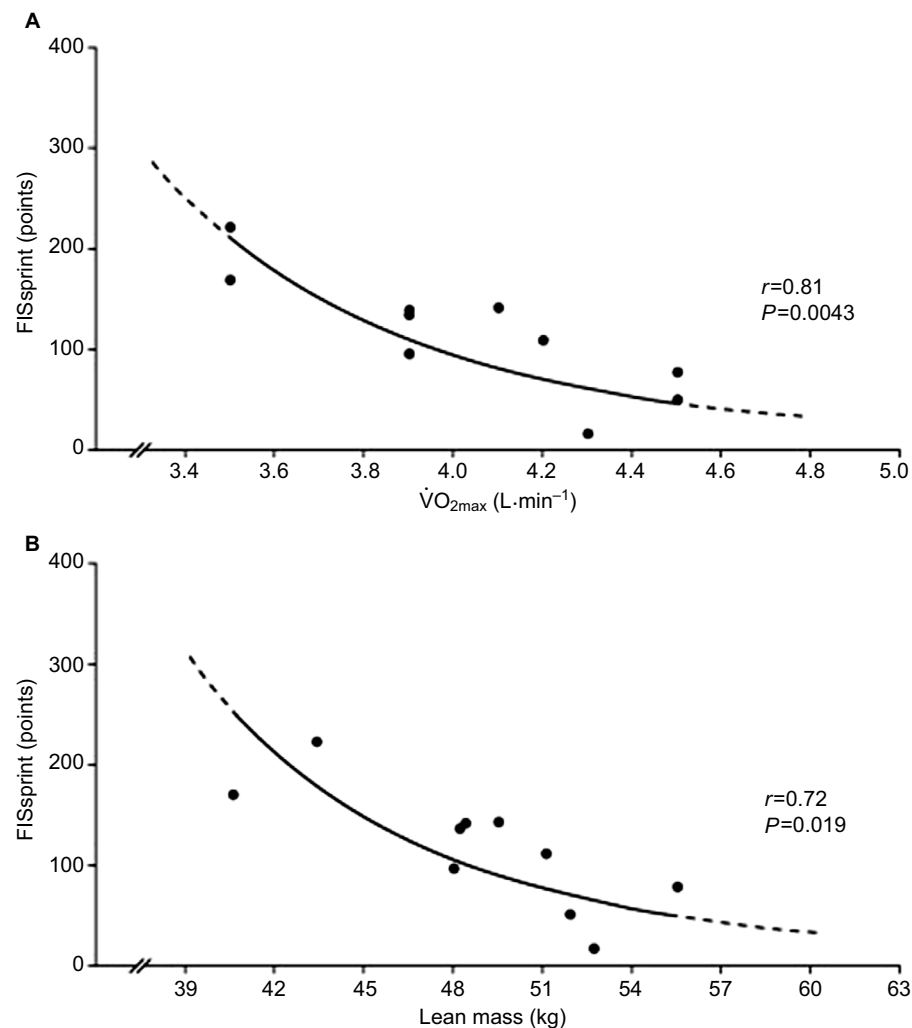 A
400
300
200
100
0
FISsprint (points)
r=0.81
P=0.0043
3.4 3.6 3.8 4.0 4.2 4.4 4.6 4.8 5.0
V̇O₂max (L·min⁻¹)
B
400
300
200
100
0
FISsprint (points)
r=0.72
P=0.019
39 42 45 48 51 54 57 60 63
Lean mass (kg)